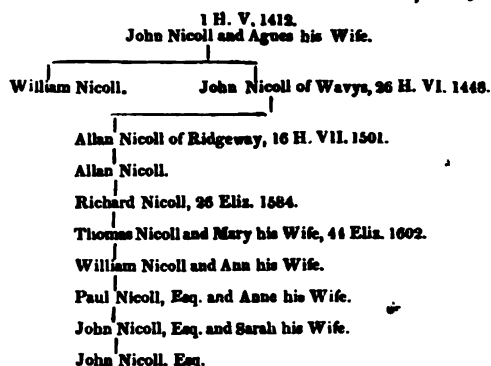 1 H. V. 1412.
John Nicoll and Agnes his Wife.
William Nicoll. John Nicoll of Wavys, 26 H. VI. 1448.
Allan Nicoll of Ridgeway, 16 H. VII. 1501.
Allan Nicoll.
Richard Nicoll, 26 Eliz. 1584.
Thomas Nicoll and Mary his Wife, 44 Eliz. 1602.
William Nicoll and Ann his Wife.
Paul Nicoll, Esq. and Anne his Wife.
John Nicoll, Esq. and Sarah his Wife.
John Nicoll, Esq.